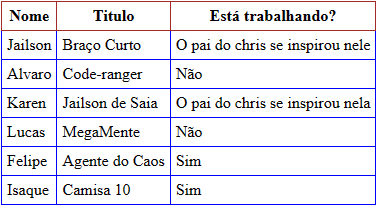 Nome Titulo Está trabalhando?
Jailson Braço Curto O pai do chris se inspirou nele
Alvaro Code-ranger Não
Karen Jailson de Saia O pai do chris se inspirou nela
Lucas MegaMente Não
Felipe Agente do Caos Sim
Isaque Camisa 10 Sim